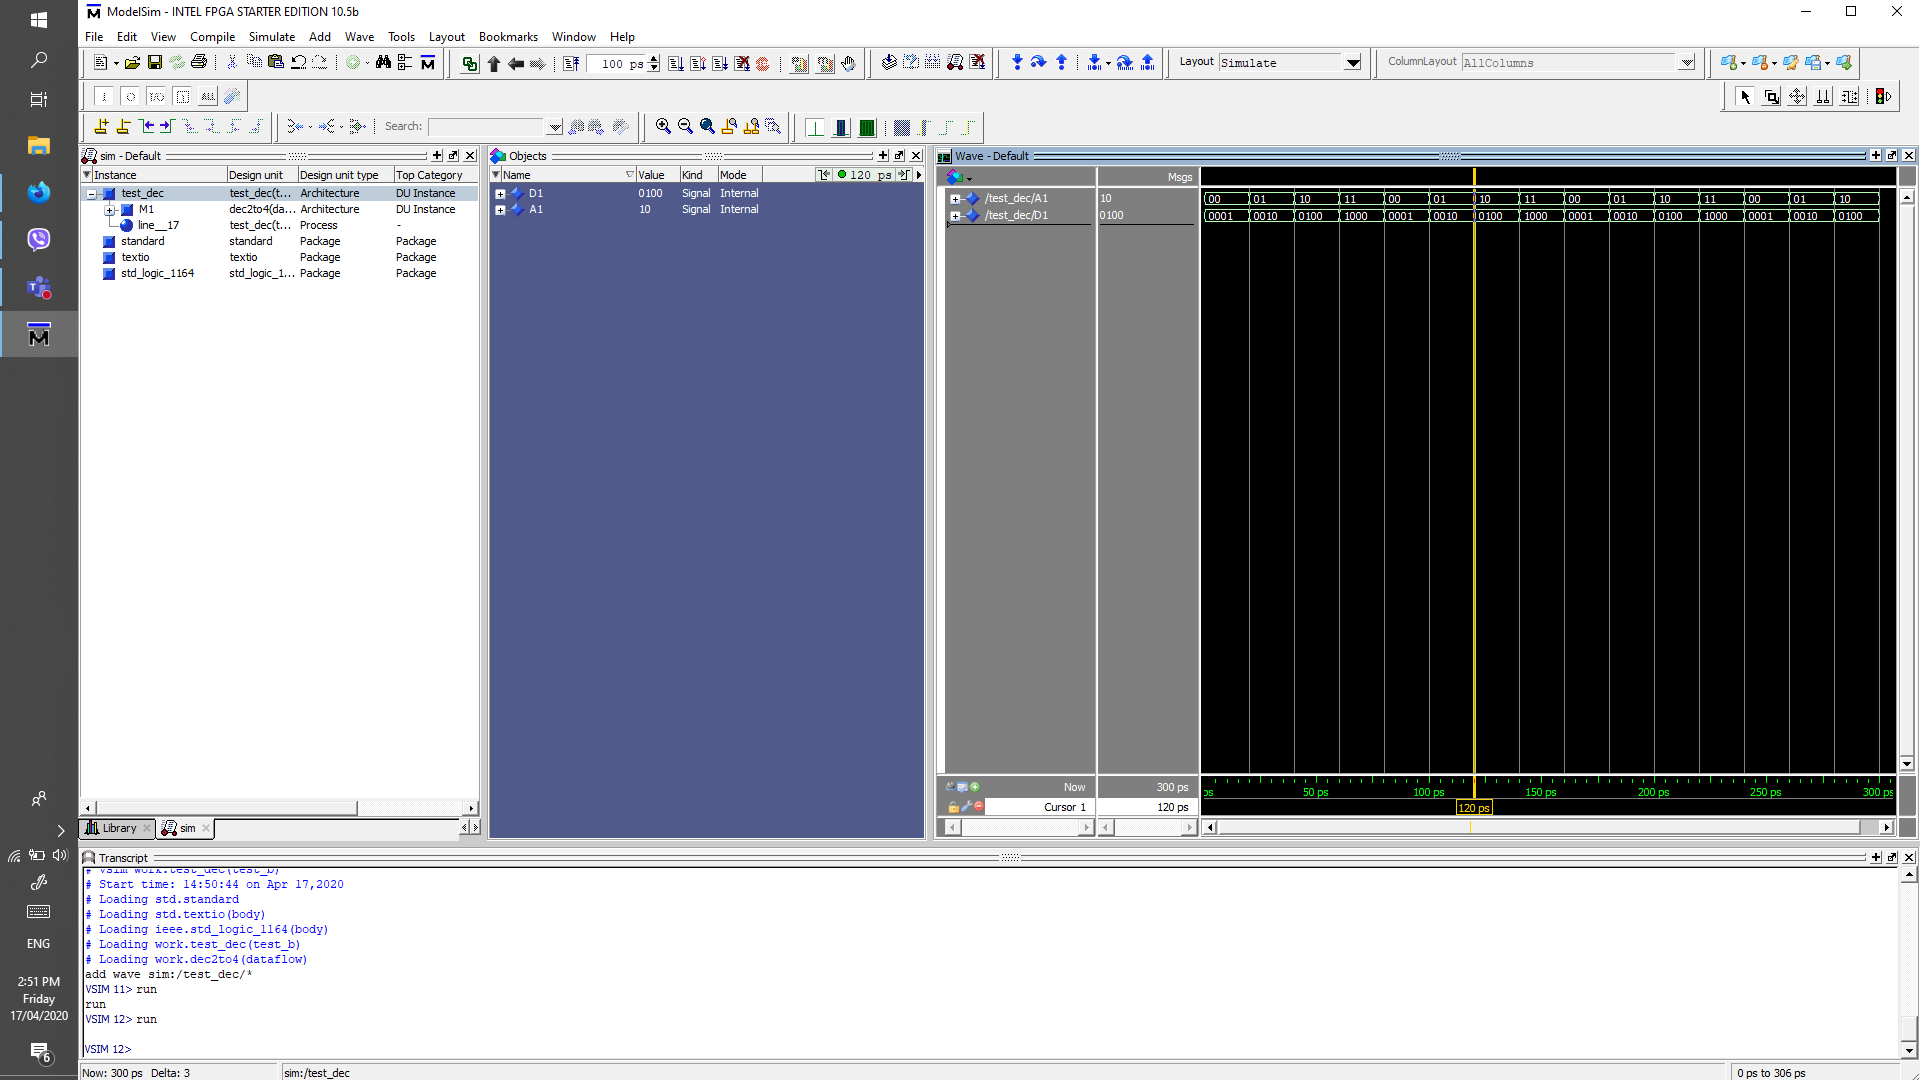 ModelSim - INTEL FPGA STARTER EDITION 10.5b
File Edit View Compile Simulate Add Wave Tools Layout Bookmarks Window Help
100 ps
Layout Simulate
ColumnLayout AllColumns
Search:
sim - Default
Instance Design unit Design unit type Top Category
test_dec test_dec(t... Architecture DU Instance
M1 dec2to4(da... Architecture DU Instance
line__17 test_dec(t... Process -
standard standard Package Package
textio textio Package Package
std_logic_1164 std_logic_1... Package Package
Library sim
Objects
Name Value Kind Mode 120 ps
D1 0100 Signal Internal
A1 10 Signal Internal
Wave - Default
Msgs
/test_dec/A1 10 00 01 10 11 00 01 10 11 00 01 10 11 00 01 10
/test_dec/D1 0100 0001 0010 0100 1000 0001 0010 0100 1000 0001 0010 0100 1000 0001 0010 0100
Now 300 ps ps 50 ps 100 ps 150 ps 200 ps 250 ps 300 ps
Cursor 1 120 ps 120 ps
Transcript
# vsim work.test_dec(test_b)
# Start time: 14:50:44 on Apr 17,2020
# Loading std.standard
# Loading std.textio(body)
# Loading ieee.std_logic_1164(body)
# Loading work.test_dec(test_b)
# Loading work.dec2to4(dataflow)
add wave sim:/test_dec/*
VSIM 11> run
run
VSIM 12> run
VSIM 12>
Now: 300 ps Delta: 3 sim:/test_dec 0 ps to 306 ps
ENG
2:51 PM
Friday
17/04/2020
6